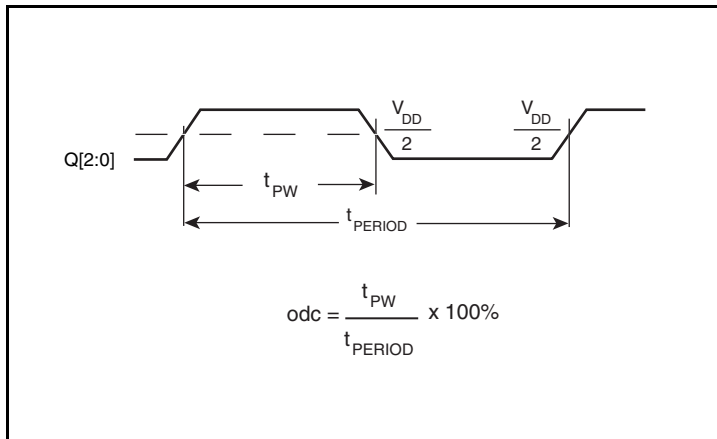 V_DD
2
V_DD
2
Q[2:0]
t_PW
t_PERIOD
odc = t_PW / t_PERIOD x 100%